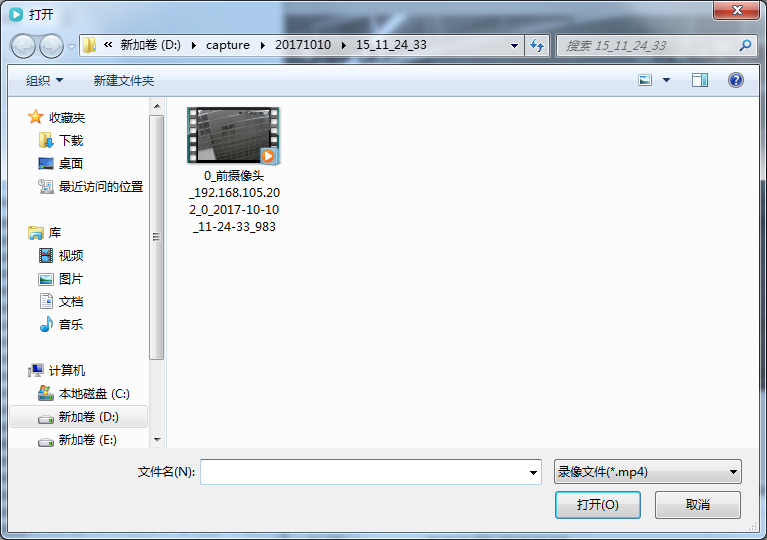 打开
« 新加卷 (D:) ▸ capture ▸ 20171010 ▸ 15_11_24_33
搜索 15_11_24_33
组织
新建文件夹
收藏夹
下载
桌面
最近访问的位置
库
视频
图片
文档
音乐
计算机
本地磁盘 (C:)
新加卷 (D:)
新加卷 (E:)
0_前摄像头
_192.168.105.20
2_0_2017-10-10
_11-24-33_983
文件名(N):
录像文件(*.mp4)
打开(O)
取消